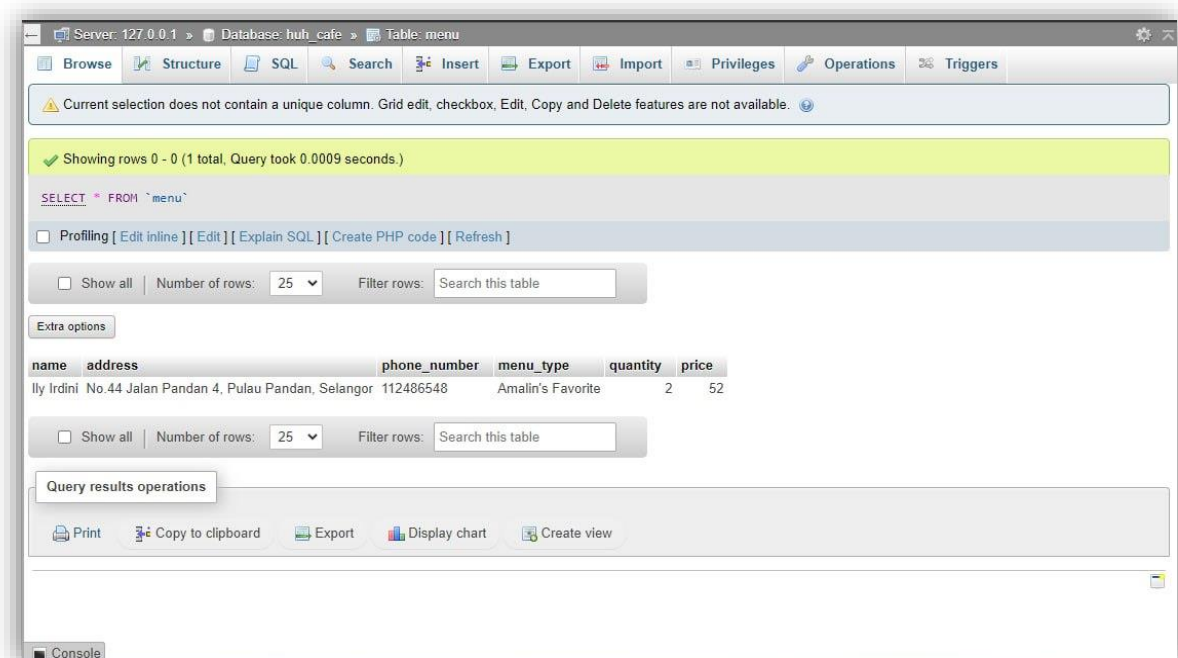 ← Server: 127.0.0.1 » Database: huh_cafe » Table: menu
Browse Structure SQL Search Insert Export Import Privileges Operations Triggers
Current selection does not contain a unique column. Grid edit, checkbox, Edit, Copy and Delete features are not available.
Showing rows 0 - 0 (1 total, Query took 0.0009 seconds.)
SELECT * FROM `menu`
Profiling [ Edit inline ] [ Edit ] [ Explain SQL ] [ Create PHP code ] [ Refresh ]
Show all | Number of rows: 25 Filter rows: Search this table
Extra options
name address phone_number menu_type quantity price
Ily Irdini No.44 Jalan Pandan 4, Pulau Pandan, Selangor 112486548 Amalin's Favorite 2 52
Show all | Number of rows: 25 Filter rows: Search this table
Query results operations
Print Copy to clipboard Export Display chart Create view
Console